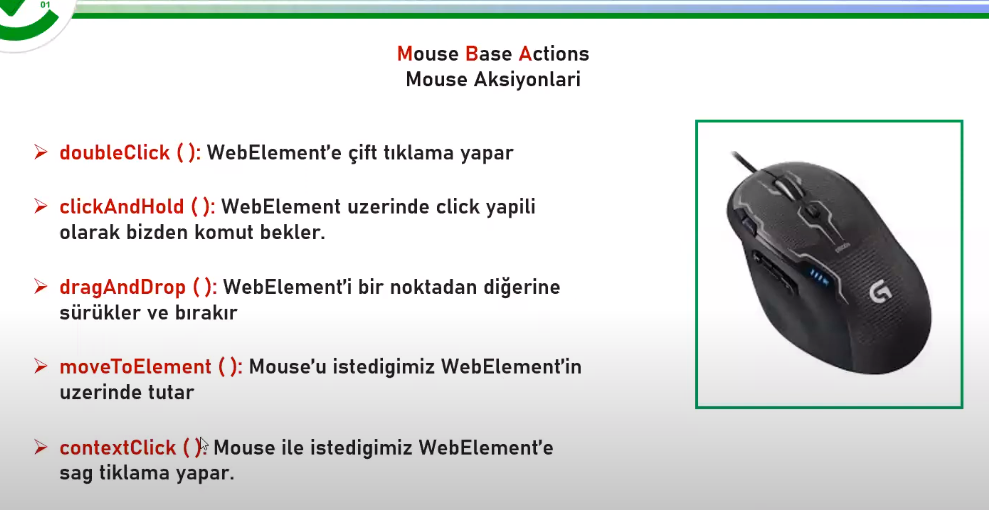 01
Mouse Base Actions
Mouse Aksiyonlari
doubleClick ( ): WebElement'e çift tıklama yapar
clickAndHold ( ): WebElement uzerinde click yapili
olarak bizden komut bekler.
dragAndDrop ( ): WebElement'i bir noktadan diğerine
sürükler ve bırakır
moveToElement ( ): Mouse'u istedigimiz WebElement'in
uzerinde tutar
contextClick ( ): Mouse ile istedigimiz WebElement'e
sag tiklama yapar.